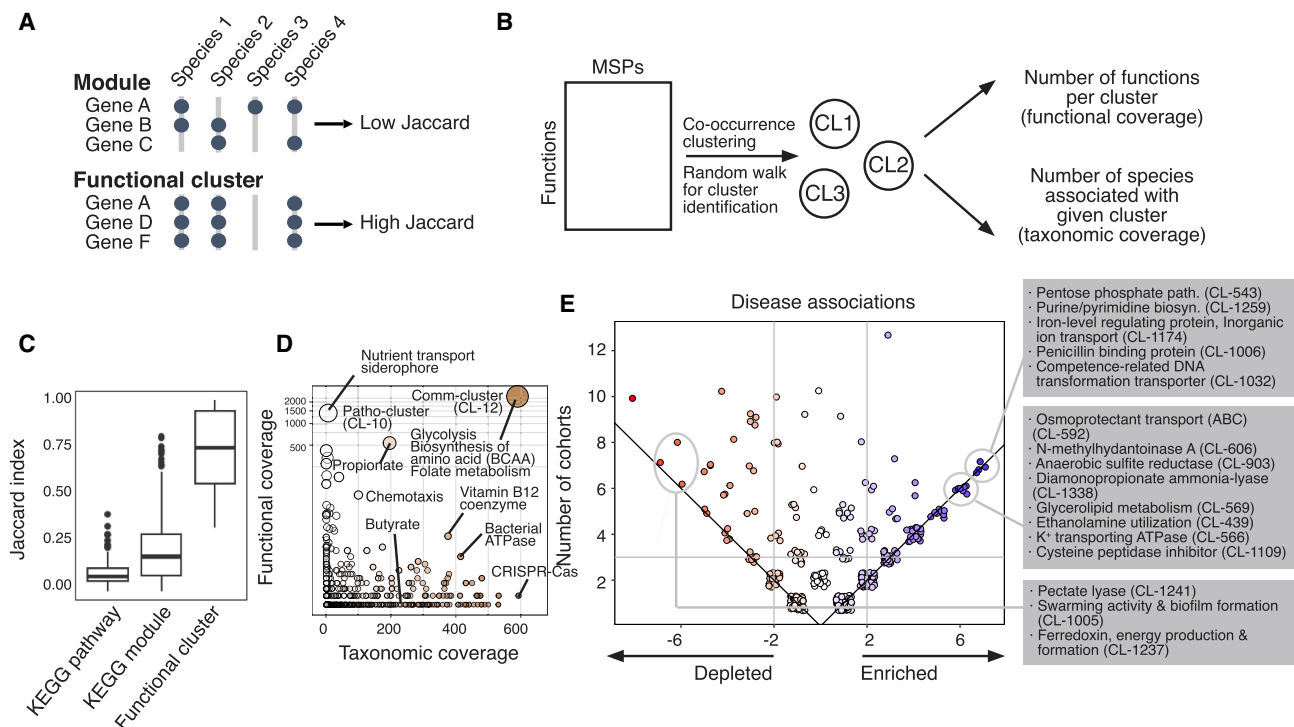 A
Species 1
Species 2
Species 3
Species 4
Module
Gene A
Gene B
Gene C
Low Jaccard
Functional cluster
Gene A
Gene D
Gene F
High Jaccard
B
MSPs
Functions
Co-occurrence
clustering
Random walk
for cluster
identification
CL1
CL2
CL3
Number of functions
per cluster
(functional coverage)
Number of species
associated with
given cluster
(taxonomic coverage)
C
Jaccard index
1.00
0.75
0.50
0.25
0.00
KEGG pathway
KEGG module
Functional cluster
D
Functional coverage
2000
1500
1000
500
Nutrient transport
siderophore
Patho-cluster
(CL-10)
Comm-cluster
(CL-12)
Glycolysis
Biosynthesis of
amino acid (BCAA)
Folate metabolism
Propionate
Chemotaxis
Vitamin B12
coenzyme
Butyrate
Bacterial
ATPase
CRISPR-Cas
0
200
400
600
Taxonomic coverage
E
Disease associations
Number of cohorts
12
10
8
6
4
2
-6
-2
2
6
Depleted
Enriched
· Pentose phosphate path. (CL-543)
· Purine/pyrimidine biosyn. (CL-1259)
· Iron-level regulating protein, Inorganic
ion transport (CL-1174)
· Penicillin binding protein (CL-1006)
· Competence-related DNA
transformation transporter (CL-1032)
· Osmoprotectant transport (ABC)
(CL-592)
· N-methylhydantoinase A (CL-606)
· Anaerobic sulfite reductase (CL-903)
· Diamonopropionate ammonia-lyase
(CL-1338)
· Glycerolipid metabolism (CL-569)
· Ethanolamine utilization (CL-439)
· K⁺ transporting ATPase (CL-566)
· Cysteine peptidase inhibitor (CL-1109)
· Pectate lyase (CL-1241)
· Swarming activity & biofilm formation
(CL-1005)
· Ferredoxin, energy production &
formation (CL-1237)